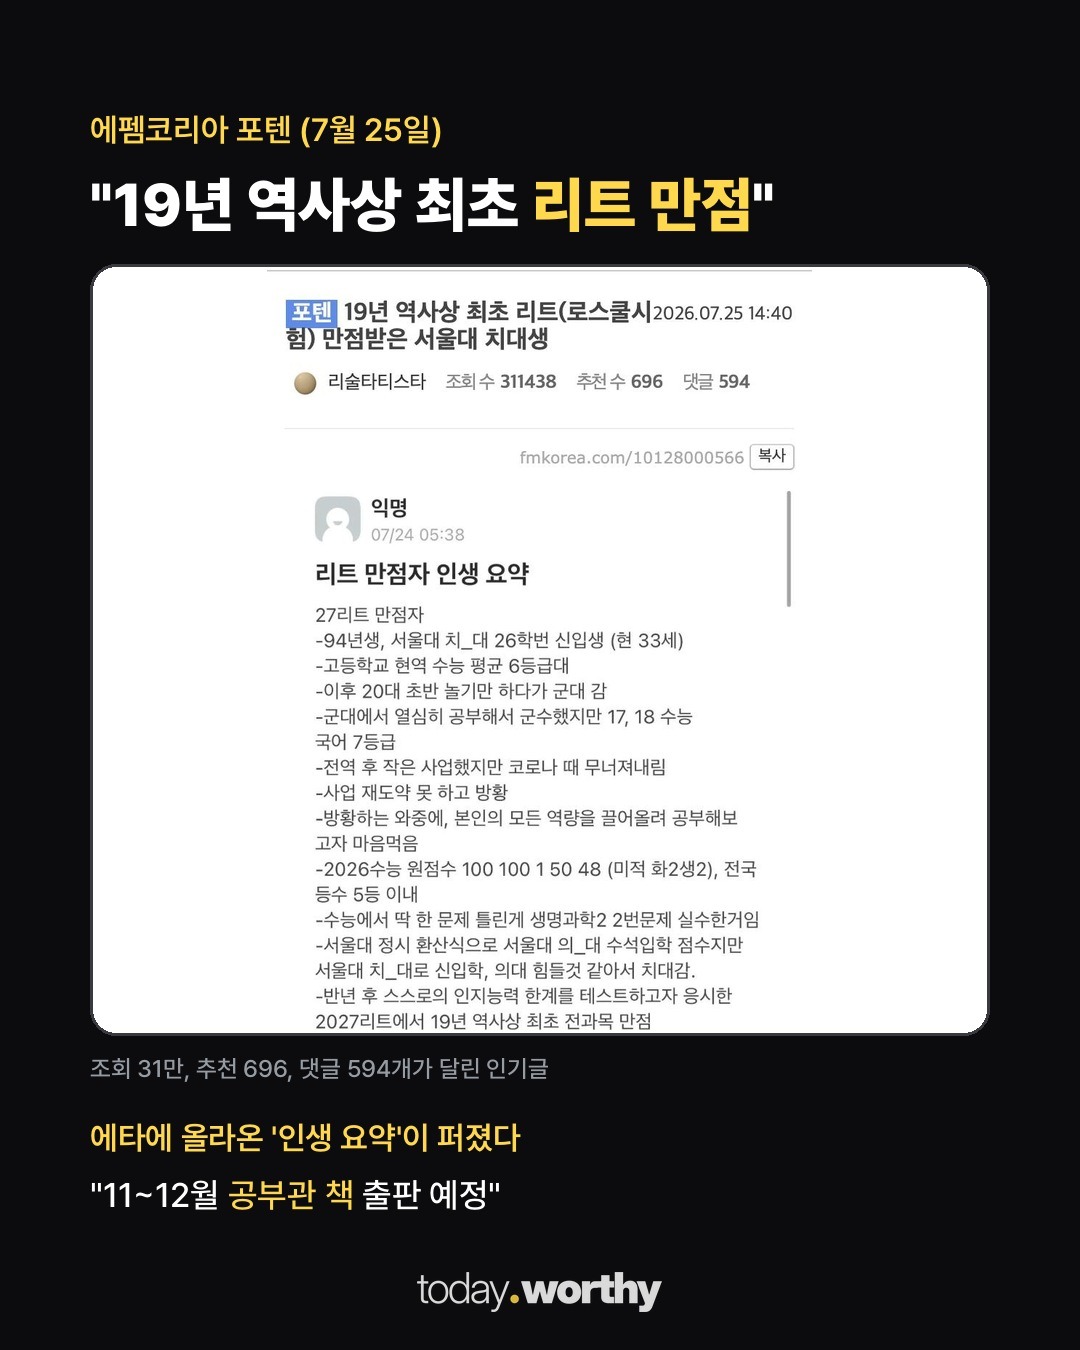 에펨코리아 포텐 (7월 25일)
"19년 역사상 최초 리트 만점"
포텐 19년 역사상 최초 리트(로스쿨시 2026.07.25 14:40
험) 만점받은 서울대 치대생
리술타티스타 조회 수 311438 추천 수 696 댓글 594
fmkorea.com/10128000566 복사
익명
07/24 05:38
리트 만점자 인생 요약
27리트 만점자
-94년생, 서울대 치_대 26학번 신입생 (현 33세)
-고등학교 현역 수능 평균 6등급대
-이후 20대 초반 놀기만 하다가 군대 감
-군대에서 열심히 공부해서 군수했지만 17, 18 수능
국어 7등급
-전역 후 작은 사업했지만 코로나 때 무너져내림
-사업 재도약 못 하고 방황
-방황하는 와중에, 본인의 모든 역량을 끌어올려 공부해보
고자 마음먹음
-2026수능 원점수 100 100 1 50 48 (미적 화2생2), 전국
등수 5등 이내
-수능에서 딱 한 문제 틀린게 생명과학2 2번문제 실수한거임
-서울대 정시 환산식으로 서울대 의_대 수석입학 점수지만
서울대 치_대로 신입학, 의대 힘들것 같아서 치대감.
-반년 후 스스로의 인지능력 한계를 테스트하고자 응시한
2027리트에서 19년 역사상 최초 전과목 만점
조회 31만, 추천 696, 댓글 594개가 달린 인기글
에타에 올라온 '인생 요약'이 퍼졌다
"11~12월 공부관 책 출판 예정"
today.worthy